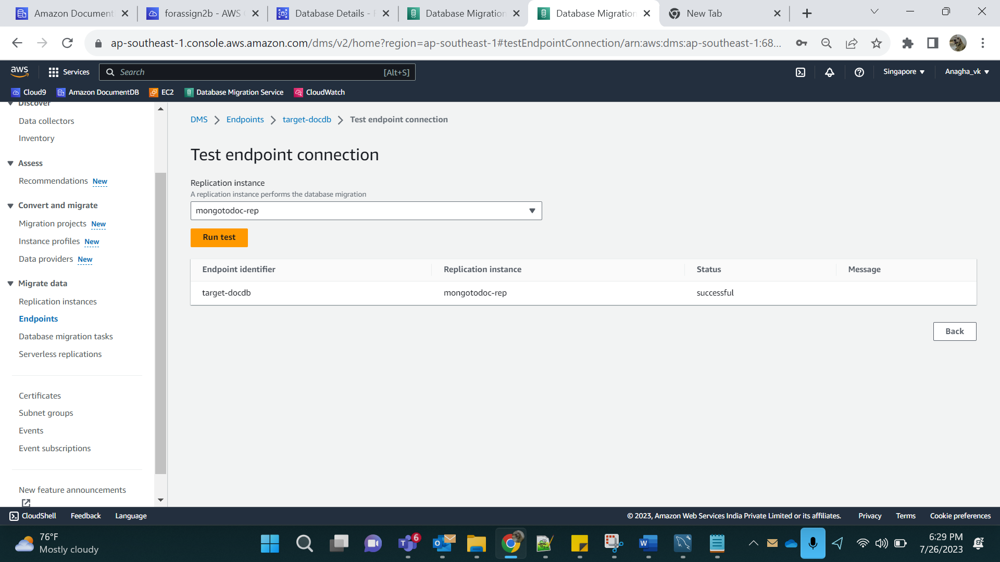 Amazon Document
forassign2b - AWS
Database Details -
Database Migration
Database Migration
New Tab
ap-southeast-1.console.aws.amazon.com/dms/v2/home?region=ap-southeast-1#testEndpointConnection/arn:aws:dms:ap-southeast-1:68...
aws
Services
Search
[Alt+S]
Singapore
Anagha_vk
Cloud9
Amazon DocumentDB
EC2
Database Migration Service
CloudWatch
Discover
Data collectors
Inventory
Assess
Recommendations New
Convert and migrate
Migration projects New
Instance profiles New
Data providers New
Migrate data
Replication instances
Endpoints
Database migration tasks
Serverless replications
Certificates
Subnet groups
Events
Event subscriptions
New feature announcements
DMS
Endpoints
target-docdb
Test endpoint connection
Test endpoint connection
Replication instance
A replication instance performs the database migration
mongotodoc-rep
Run test
Endpoint identifier Replication instance Status Message
target-docdb mongotodoc-rep successful
Back
CloudShell
Feedback
Language
© 2023, Amazon Web Services India Private Limited or its affiliates.
Privacy
Terms
Cookie preferences
76°F
Mostly cloudy
6
6:29 PM
7/26/2023